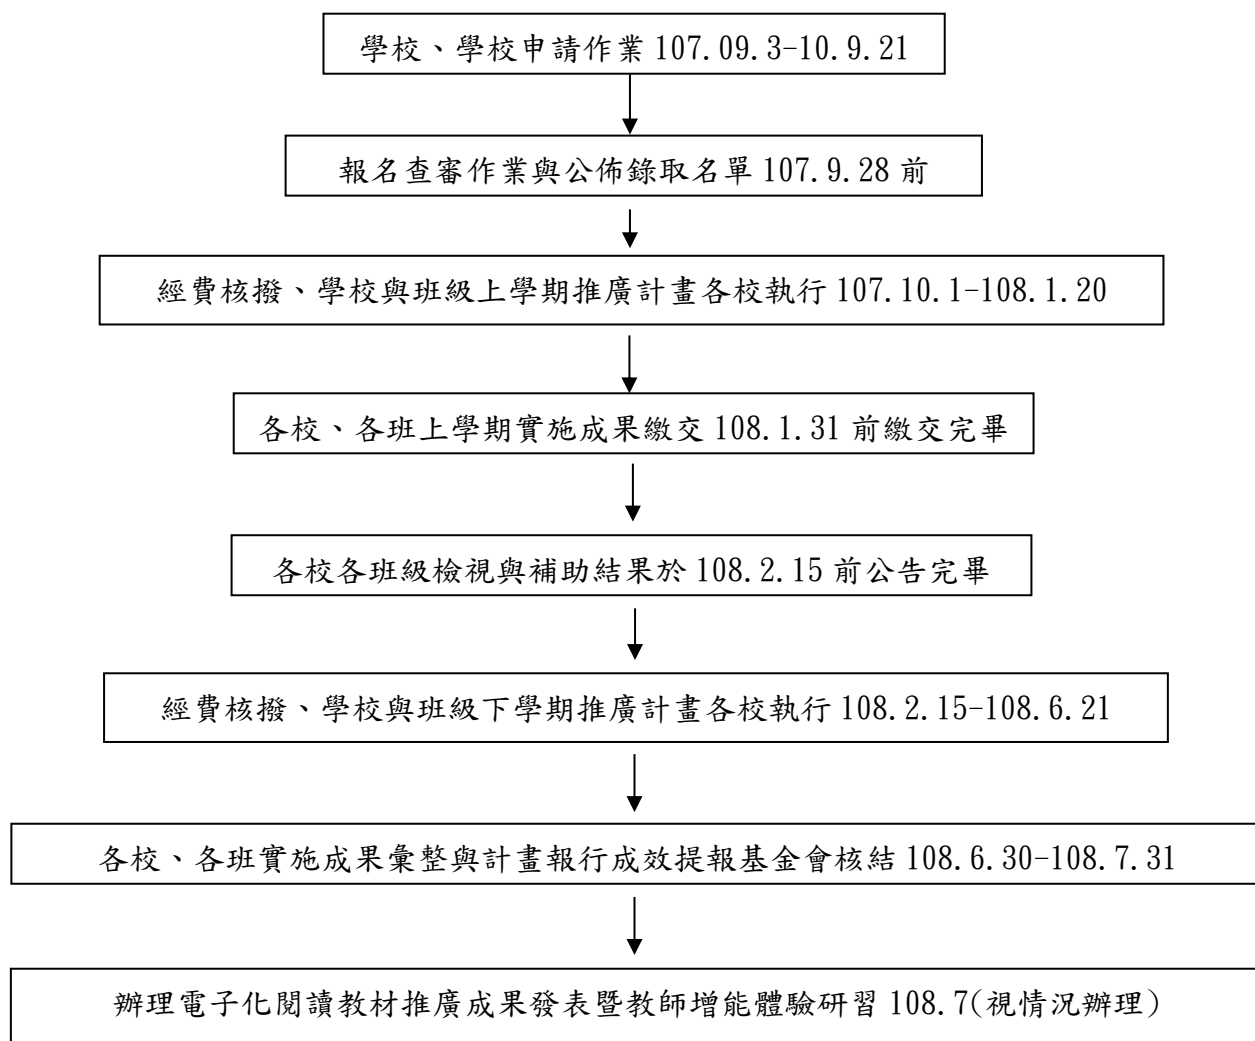 學校、學校申請作業 107.09.3-10.9.21
報名查審作業與公佈錄取名單 107.9.28 前
經費核撥、學校與班級上學期推廣計畫各校執行 107.10.1-108.1.20
各校、各班上學期實施成果繳交 108.1.31 前繳交完畢
各校各班級檢視與補助結果於 108.2.15 前公告完畢
經費核撥、學校與班級下學期推廣計畫各校執行 108.2.15-108.6.21
各校、各班實施成果彙整與計畫報行成效提報基金會核結 108.6.30-108.7.31
辦理電子化閱讀教材推廣成果發表暨教師增能體驗研習 108.7(視情況辦理)